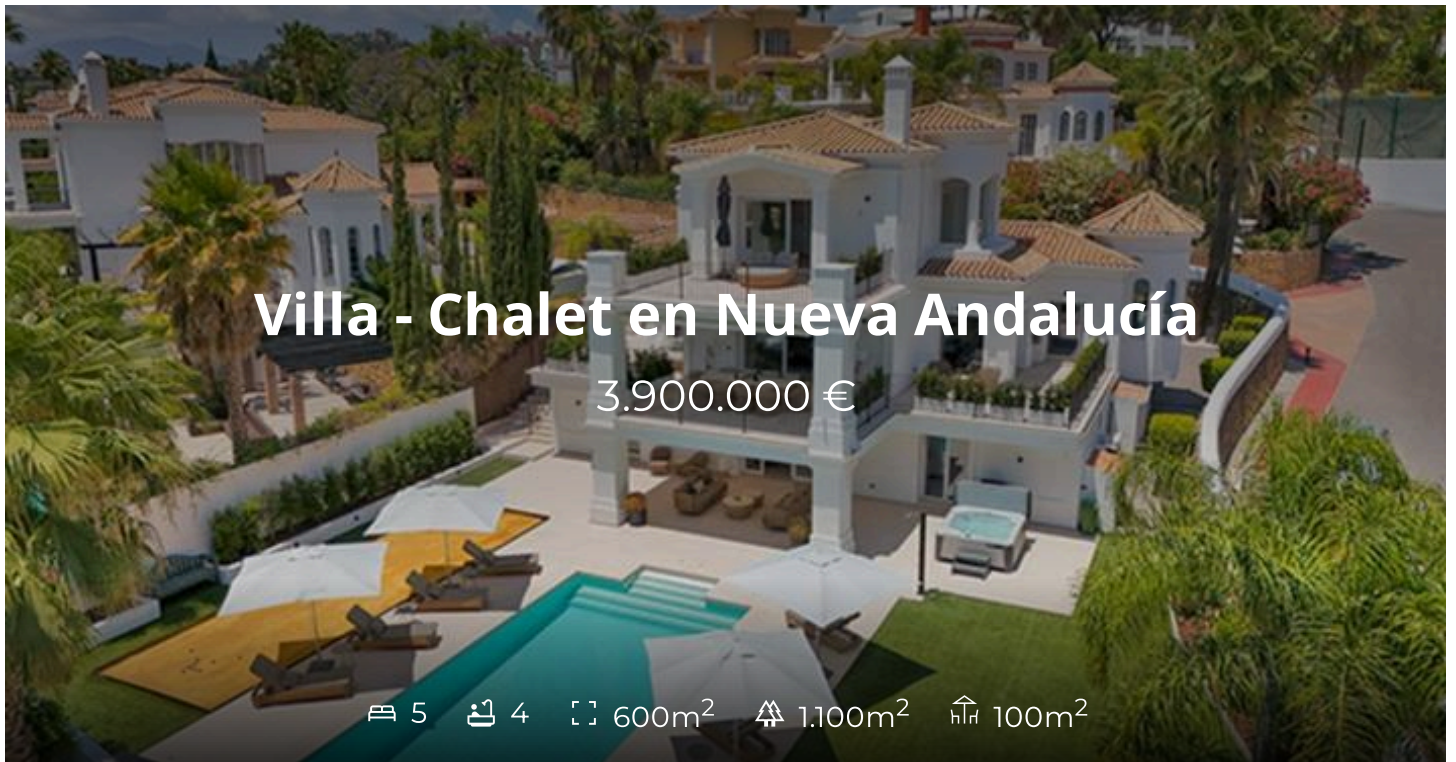 Villa - Chalet en Nueva Andalucía
3.900.000 €
5 4 600m² 1.100m² 100m²